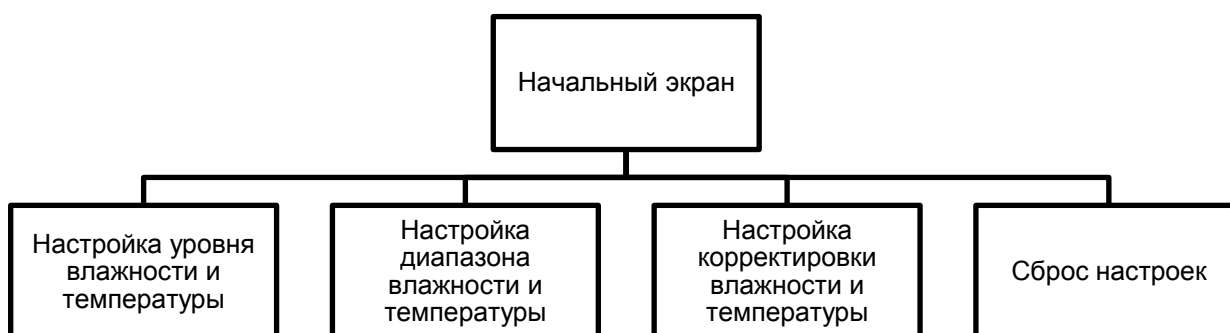 Начальный экран
Настройка уровня
влажности и
температуры
Настройка
диапазона
влажности и
температуры
Настройка
корректировки
влажности и
температуры
Сброс настроек